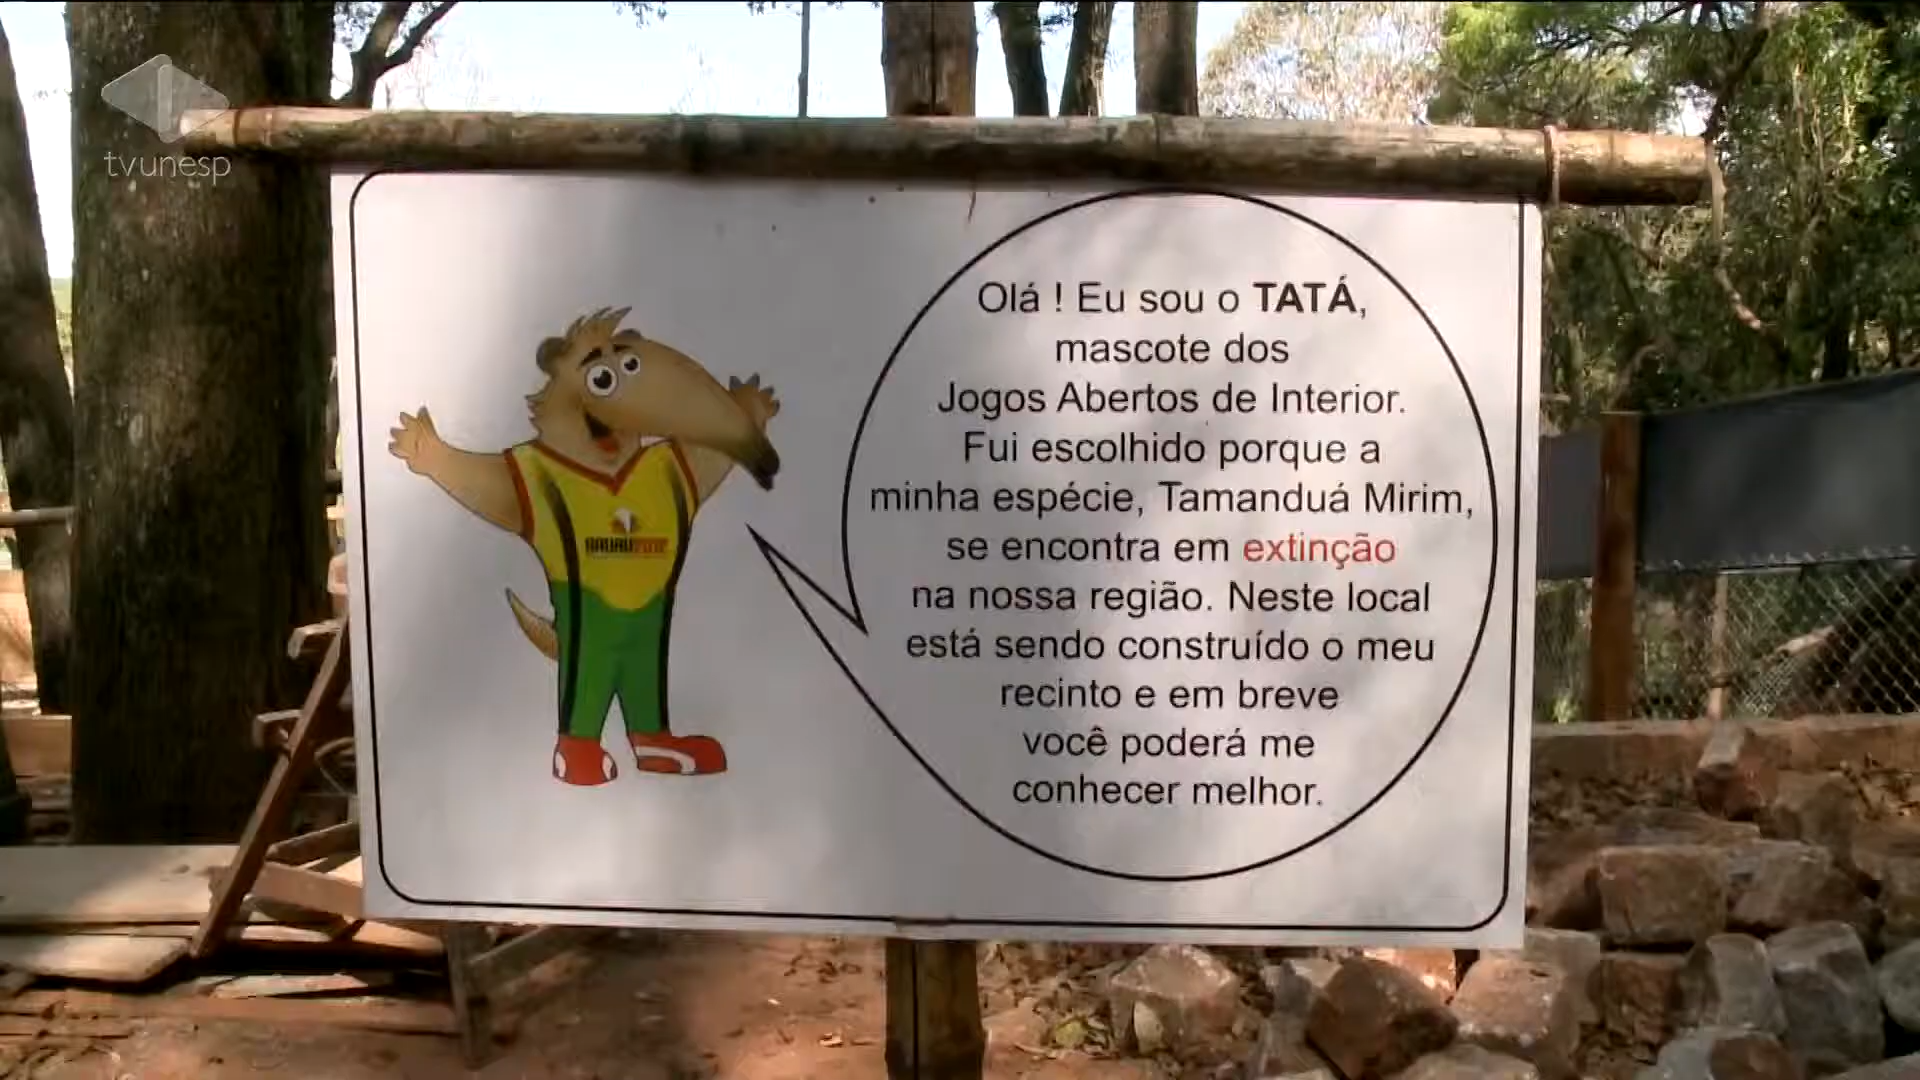 tvunesp
Olá ! Eu sou o TATÁ,
mascote dos
Jogos Abertos de Interior.
Fui escolhido porque a
minha espécie, Tamanduá Mirim,
se encontra em extinção
na nossa região. Neste local
está sendo construído o meu
recinto e em breve
você poderá me
conhecer melhor.